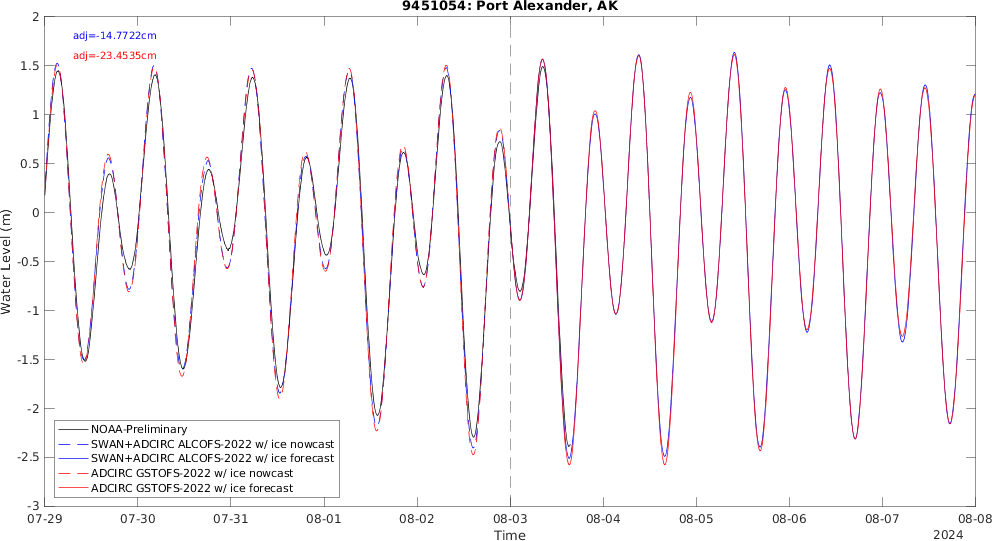 9451054: Port Alexander, AK
adj=-14.7722cm
adj=-23.4535cm
2
1.5
1
0.5
0
-0.5
-1
-1.5
-2
-2.5
-3
Water Level (m)
NOAA-Preliminary
SWAN+ADCIRC ALCOFS-2022 w/ ice nowcast
SWAN+ADCIRC ALCOFS-2022 w/ ice forecast
ADCIRC GSTOFS-2022 w/ ice nowcast
ADCIRC GSTOFS-2022 w/ ice forecast
07-29 07-30 07-31 08-01 08-02 08-03 08-04 08-05 08-06 08-07 08-08
Time
2024